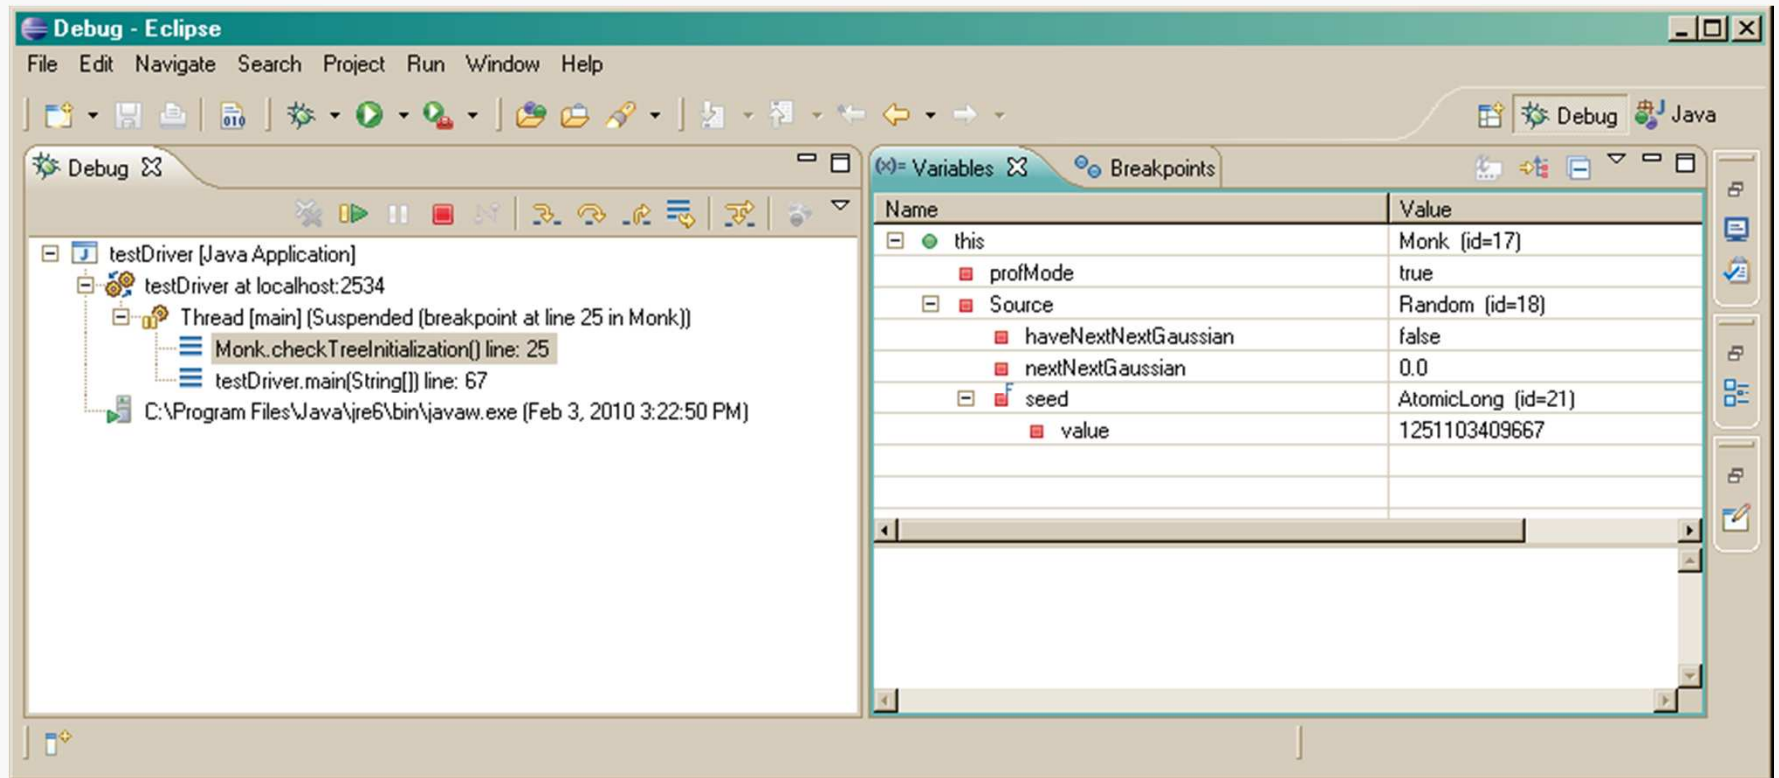 Debug - Eclipse
File Edit Navigate Search Project Run Window Help
010
Debug Java
Debug
(x)= Variables Breakpoints
Name Value
testDriver [Java Application]
testDriver at localhost:2534
Thread [main] (Suspended (breakpoint at line 25 in Monk))
Monk.checkTreeInitialization() line: 25
testDriver.main(String[]) line: 67
C:\Program Files\Java\jre6\bin\javaw.exe (Feb 3, 2010 3:22:50 PM)
this Monk (id=17)
profMode true
Source Random (id=18)
haveNextNextGaussian false
nextNextGaussian 0.0
F seed AtomicLong (id=21)
value 1251103409667